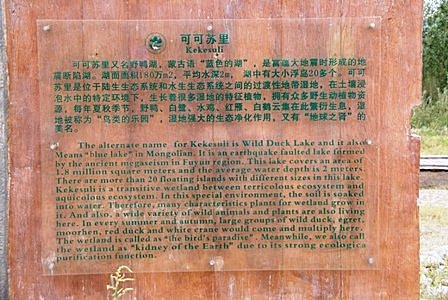 可可苏里
Kekesuli
可可苏里又名野鸭湖，蒙古语“蓝色的湖”，是富蕴大地震时形成的地
震断陷湖。湖面面积180万m2，平均水深2m，湖中有大小浮岛20多个。可可
苏里是位于陆生生态系统和水生生态系统之间的过渡性地带湿地，在土壤浸
泡水中的特定环境下，生长着很多湿地的特征植物，拥有众多野生动植物资
源，每年夏秋季节，野鸭、白鹭、水鸡、红雁、白鹤云集在此繁衍生息，湿
地被称为“鸟类的乐园”，湿地强大的生态净化作用，又有“地球之肾”的
美名。
The alternate name for Kekesuli is Wild Duck Lake and it also
Means "blue lake" in Mongolian. It is an earthquake faulted lake formed
by the ancient megaseism in Fuyun region. This lake covers an area of
1.8 million square meters and the average water depth is 2 meters.
There are more than 20 floating islands with different sizes in this lake.
Kekesuli is a transitive wetland between terricolous ecosystem and
aquicolous ecosystem. In this special environment, the soil is soaked
into water. Therefore, many characteristics plants for wetland grow in
it. And also, a wide variety of wild animals and plants are also living
here. In every summer and autumn, large groups of wild duck, egret,
moorhen, red duck and white crane would come and multiply here.
The wetland is called as "the bird's paradise". Meanwhile, we also call
the wetland as "kidney of the Earth" due to its strong ecologica
purification function.